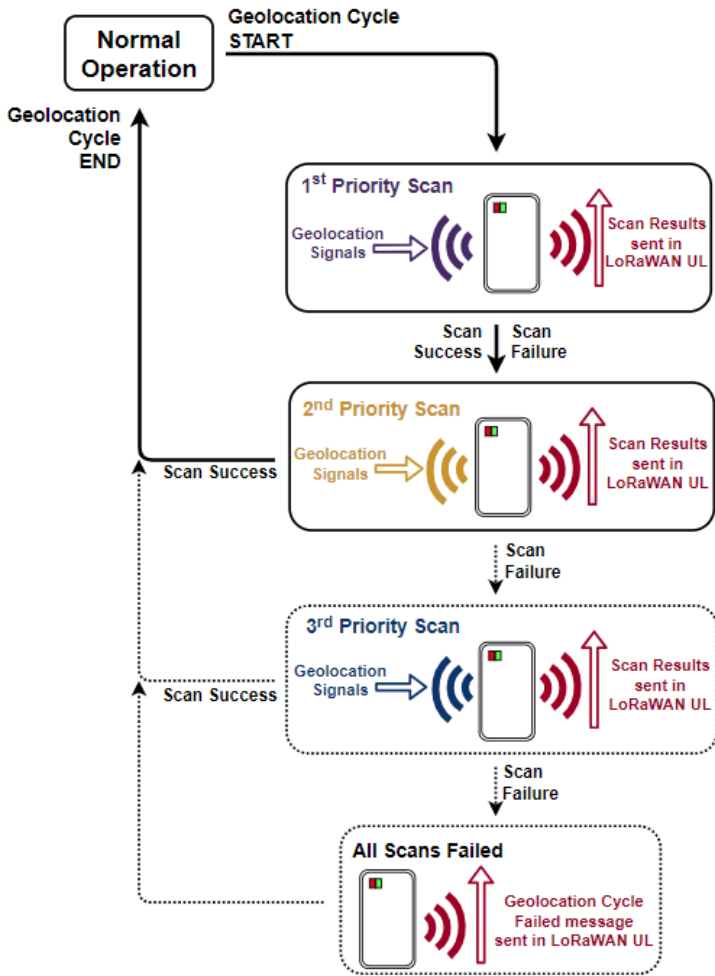 Normal
Operation
Geolocation Cycle
START
Geolocation
Cycle
END
1st Priority Scan
Geolocation
Signals
Scan Results
sent in
LoRaWAN UL
Scan
Success
Scan
Failure
2nd Priority Scan
Geolocation
Signals
Scan Results
sent in
LoRaWAN UL
Scan Success
Scan
Failure
3rd Priority Scan
Geolocation
Signals
Scan Results
sent in
LoRaWAN UL
Scan Success
Scan
Failure
All Scans Failed
Geolocation Cycle
Failed message
sent in LoRaWAN UL